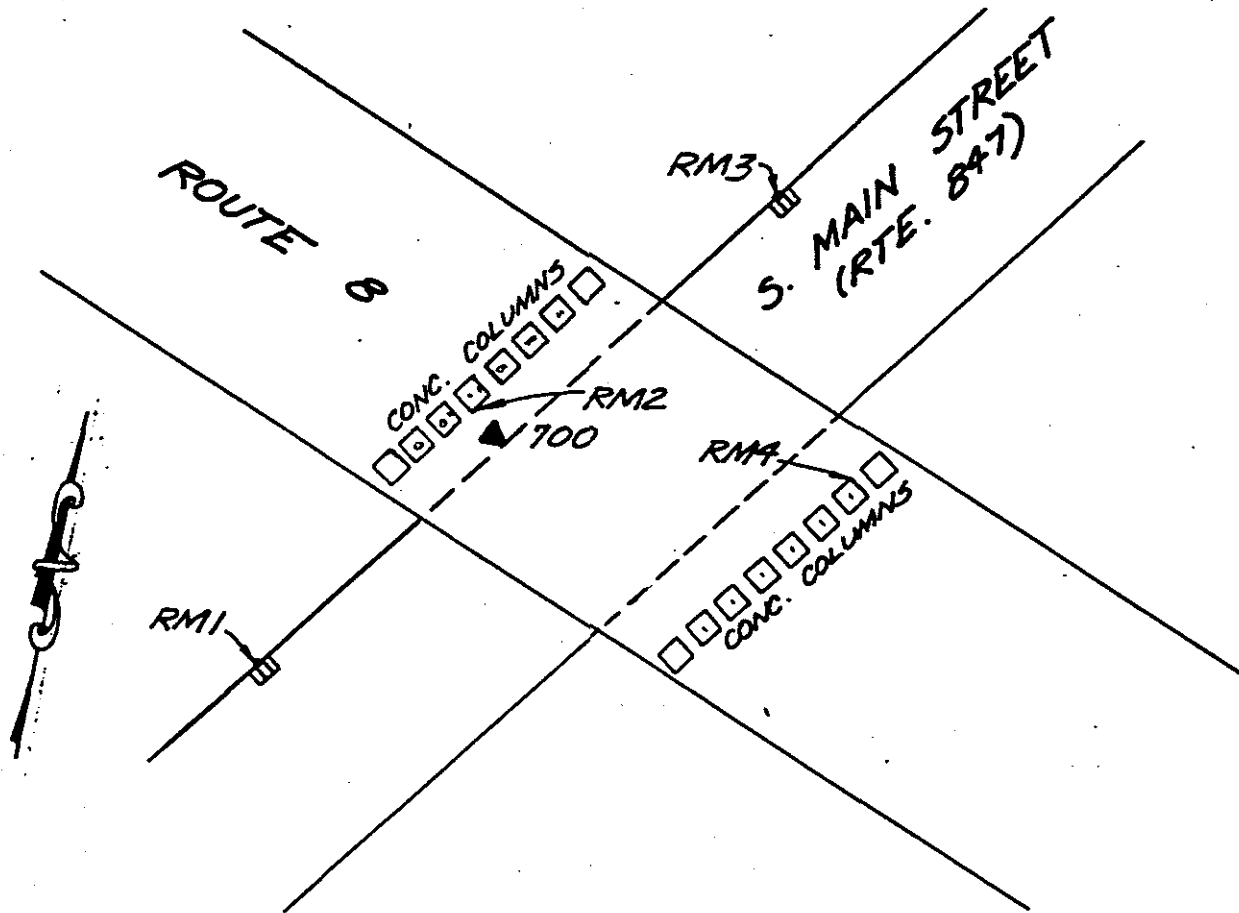 ROUTE 8
RM3
S. MAIN STREET
(RTE. 847)
CONC. COLUMNS
RM2
700
RM4
CONC. COLUMNS
RM1